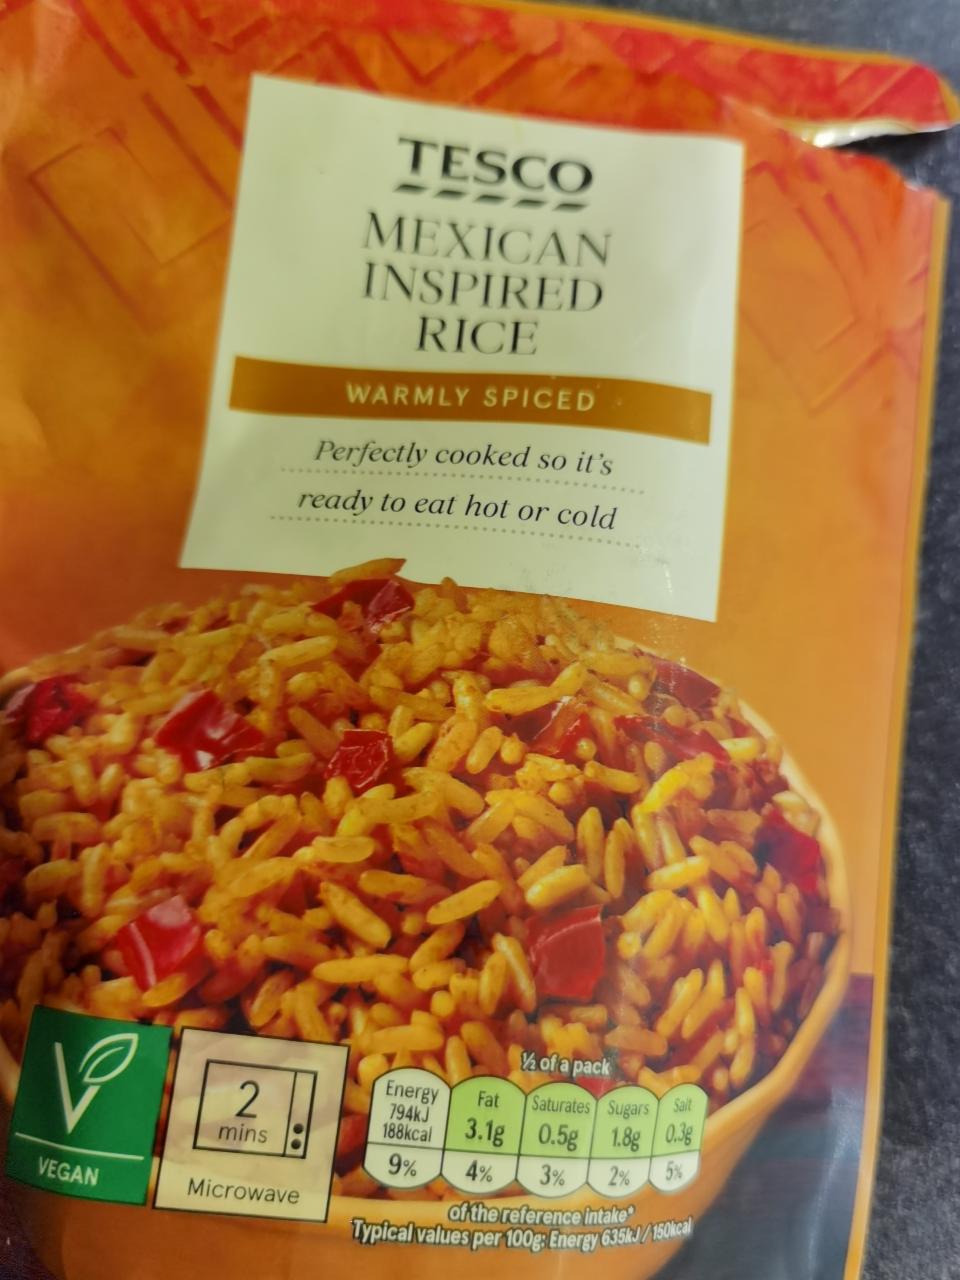 TESCO
MEXICAN
INSPIRED
RICE
WARMLY SPICED
Perfectly cooked so it's
ready to eat hot or cold
V
VEGAN
2
mins
Microwave
½ of a pack
Energy Fat Saturates Sugars Salt
794kJ
188kcal 3.1g 0.5g 1.8g 0.3g
9% 4% 3% 2% 5%
of the reference intake*
Typical values per 100g: Energy 635kJ / 150kcal